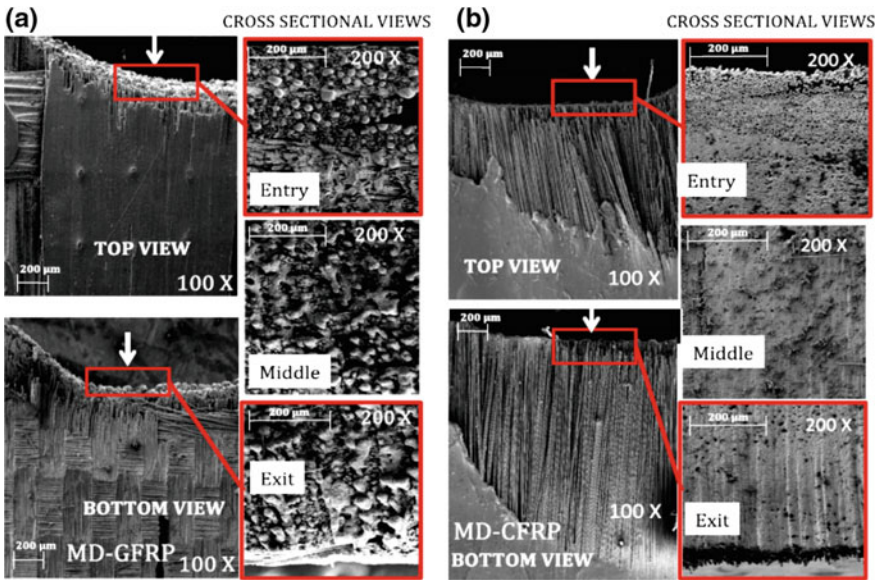 (a)
CROSS SECTIONAL VIEWS
200 µm
200 X
Entry
TOP VIEW
200 µm
100 X
200 µm
200 X
Middle
200 µm
200 X
Exit
BOTTOM VIEW
200 µm
MD-GFRP
100 X
(b)
CROSS SECTIONAL VIEWS
200 µm
200 µm
200 X
Entry
TOP VIEW
100 X
200 µm
200 X
Middle
200 µm
200 µm
200 X
100 X
MD-CFRP
Exit
BOTTOM VIEW